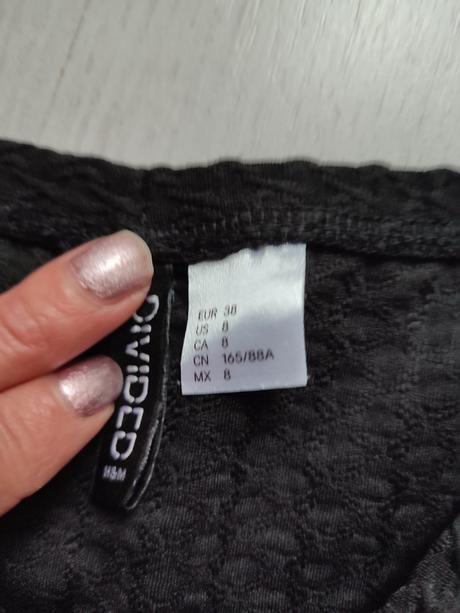 DIVIDED
H&M
EUR 38
US 8
CA 8
CN 165/88A
MX 8